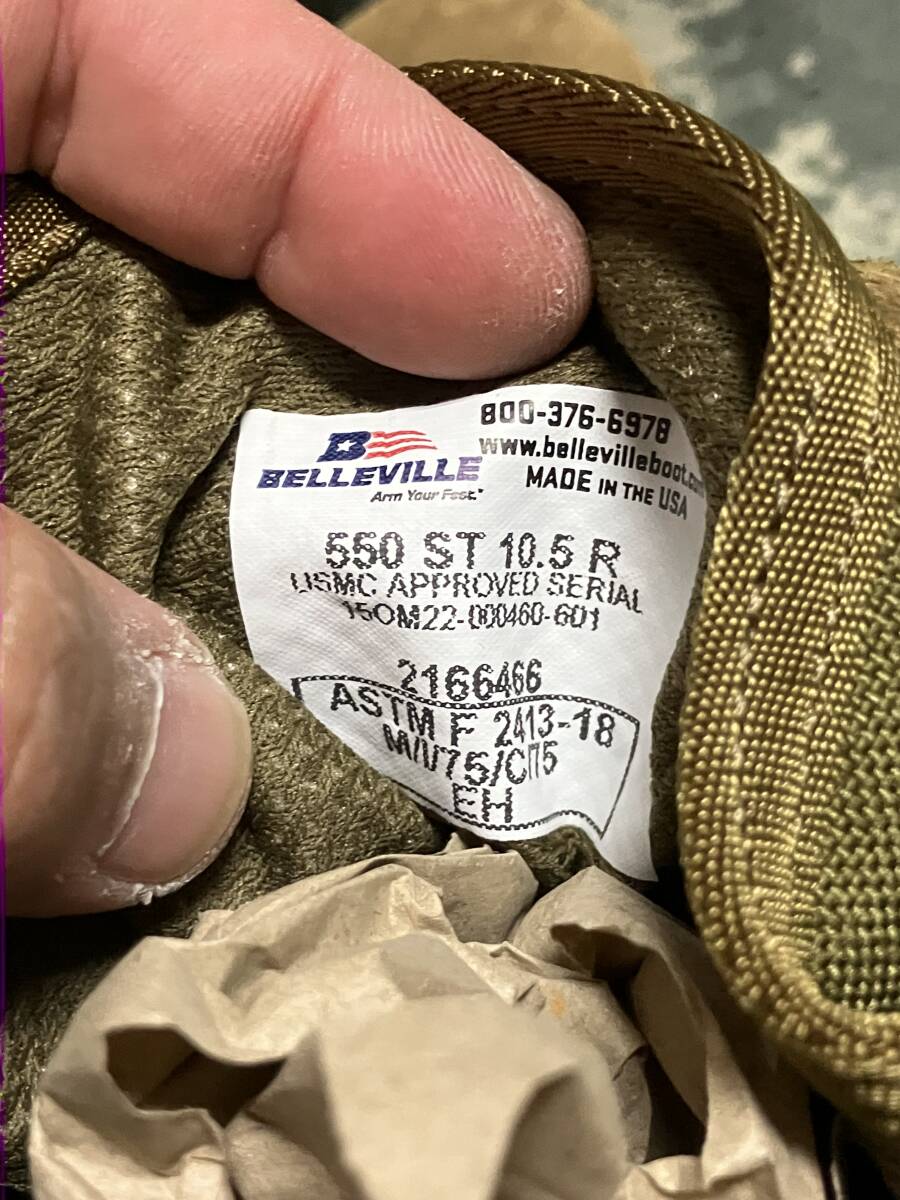 800-376-6978
www.bellevilleboot.com
MADE IN THE USA
B
BELLEVILLE
Arm Your Feet.
550 ST 10.5 R
USMC APPROVED SERIAL
15OM22-000460-601
2166466
ASTM F 2413-18
M/I/75/C75
EH